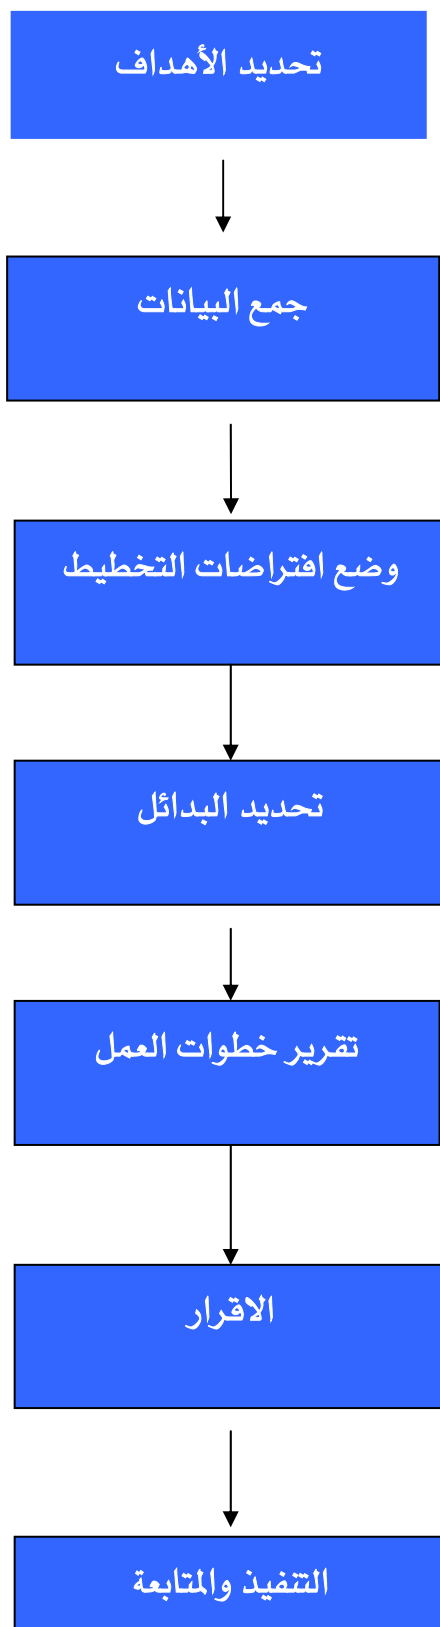 تحديد الأهداف
جمع البيانات
وضع افتراضات التخطيط
تحديد البدائل
تقرير خطوات العمل
الاقرار
التنفيذ والمتابعة